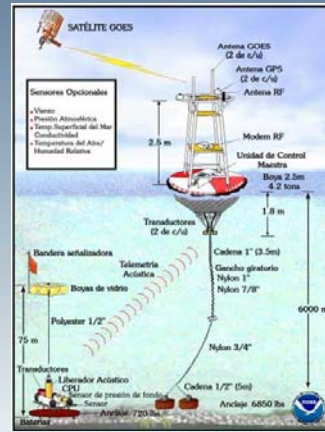 SATÉLITE GOES
Antena GOES
(2 de c/u)
Antena GPS
(2 de c/u)
Antena RF
Sensores Opcionales
Viento
Presión Atmosférica
Temp.Superficial del Mar
Conductividad
Temperatura del Aire/
Humedad Relativa
2.5 m
Modem RF
Unidad de Control
Maestra
Boya 2.5m
4.2 tons
Transductores
(2 de c/u)
1.8 m
Bandera señalizadora
Telemetría
Acústica
Cadena 1" (3.5m)
Gancho giratorio
Nylon 1"
Nylon 7/8"
Boyas de vidrio
Polyester 1/2"
75 m
6000 m
Nylon 3/4"
Transductores
Liberador Acústico
CPU
Sensor de presión de fondo
Sensor
Cadena 1/2" (5m)
Anclaje 720 lbs
Anclaje 6850 lbs
Baterías